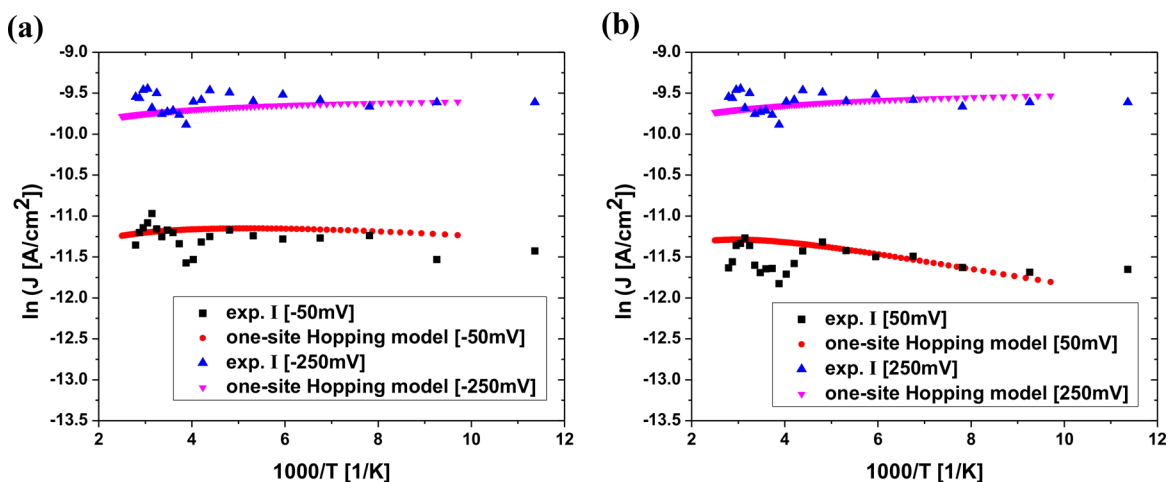 (a)
-9.0
-9.5
-10.0
-10.5
-11.0
-11.5
-12.0
-12.5
-13.0
-13.5
ln (J [A/cm²])
exp. I [-50mV]
one-site Hopping model [-50mV]
exp. I [-250mV]
one-site Hopping model [-250mV]
2 4 6 8 10 12
1000/T [1/K]
(b)
-9.0
-9.5
-10.0
-10.5
-11.0
-11.5
-12.0
-12.5
-13.0
-13.5
ln (J [A/cm²])
exp. I [50mV]
one-site Hopping model [50mV]
exp. I [250mV]
one-site Hopping model [250mV]
2 4 6 8 10 12
1000/T [1/K]